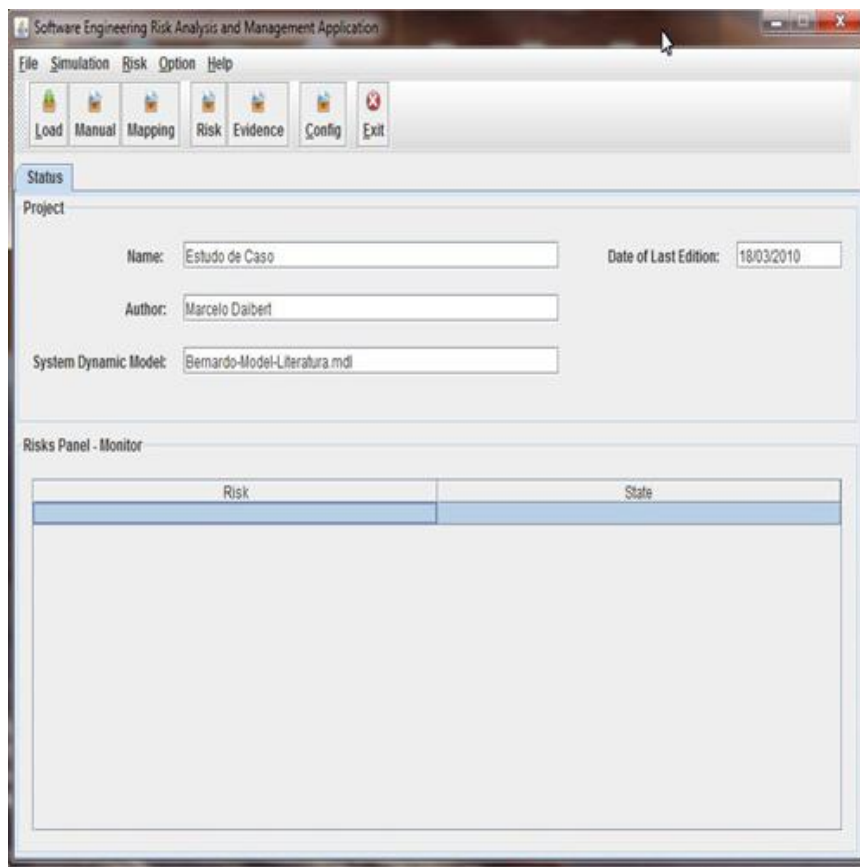 Software Engineering Risk Analysis and Management Application
File Simulation Risk Option Help
Load Manual Mapping Risk Evidence Config Exit
Status
Project
Name: Estudo de Caso Date of Last Edition: 18/03/2010
Author: Marcelo Daibert
System Dynamic Model: Bernardo-Model-Literatura.mdl
Risks Panel - Monitor
Risk State